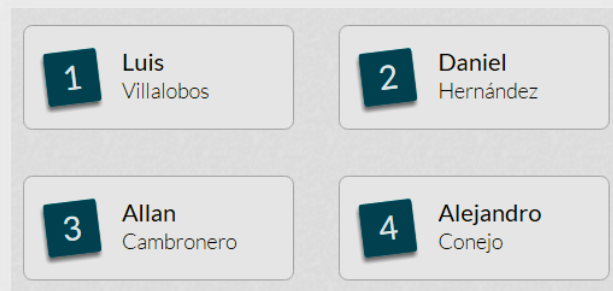 1
Luis
Villalobos
2
Daniel
Hernández
3
Allan
Cambronero
4
Alejandro
Conejo